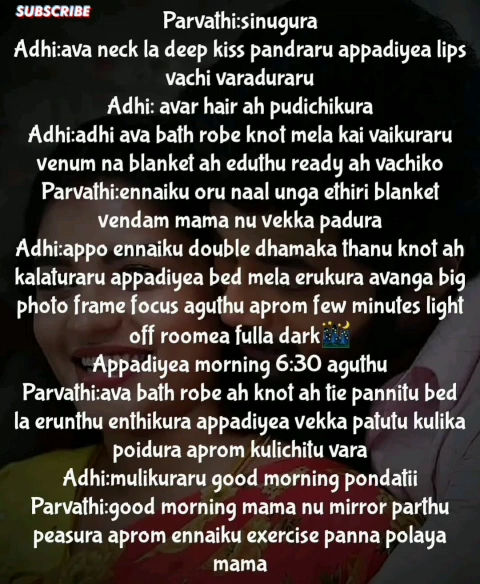 SUBSCRIBE
Parvathi:sinugura
Adhi:ava neck la deep kiss pandraru appadiyea lips
vachi varaduraru
Adhi: avar hair ah pudichikura
Adhi:adhi ava bath robe knot mela kai vaikuraru
venum na blanket ah eduthu ready ah vachiko
Parvathi:ennaiku oru naal unga ethiri blanket
vendam mama nu vekka padura
Adhi:appo ennaiku double dhamaka thanu knot ah
kalaturaru appadiyea bed mela erukura avanga big
photo frame focus aguthu aprom few minutes light
off roomea fulla dark🌃
Appadiyea morning 6:30 aguthu
Parvathi:ava bath robe ah knot ah tie pannitu bed
la erunthu enthikura appadiyea vekka patutu kulika
poidura aprom kulichitu vara
Adhi:mulikuraru good morning pondatii
Parvathi:good morning mama nu mirror parthu
peasura aprom ennaiku exercise panna polaya
mama